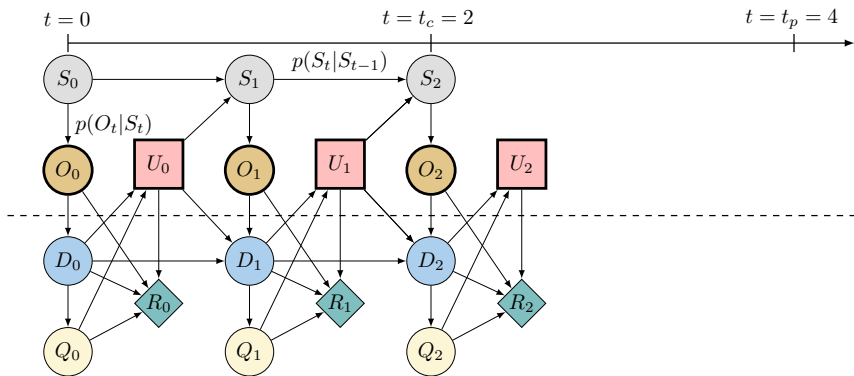 t = 0
t = t_c = 2
t = t_p = 4
S_0
S_1
p(S_t|S_{t-1})
S_2
p(O_t|S_t)
O_0
U_0
O_1
U_1
O_2
U_2
D_0
D_1
D_2
R_0
R_1
R_2
Q_0
Q_1
Q_2